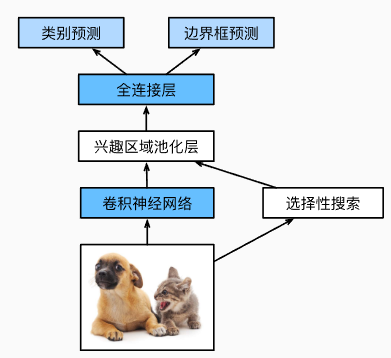 类别预测
边界框预测
全连接层
兴趣区域池化层
卷积神经网络
选择性搜索